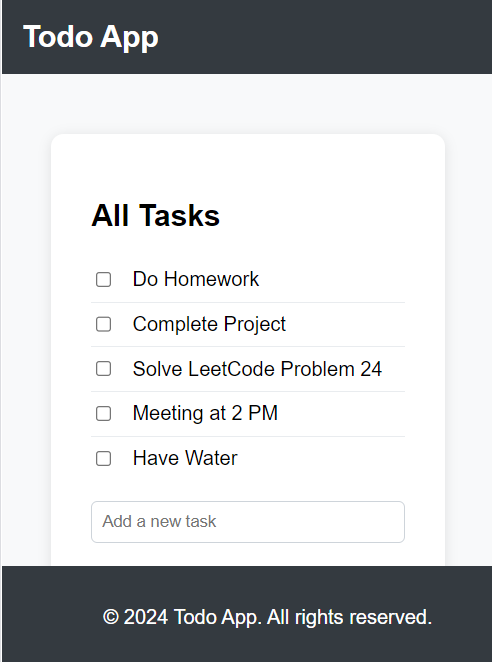 Todo App
All Tasks
Do Homework
Complete Project
Solve LeetCode Problem 24
Meeting at 2 PM
Have Water
Add a new task
© 2024 Todo App. All rights reserved.